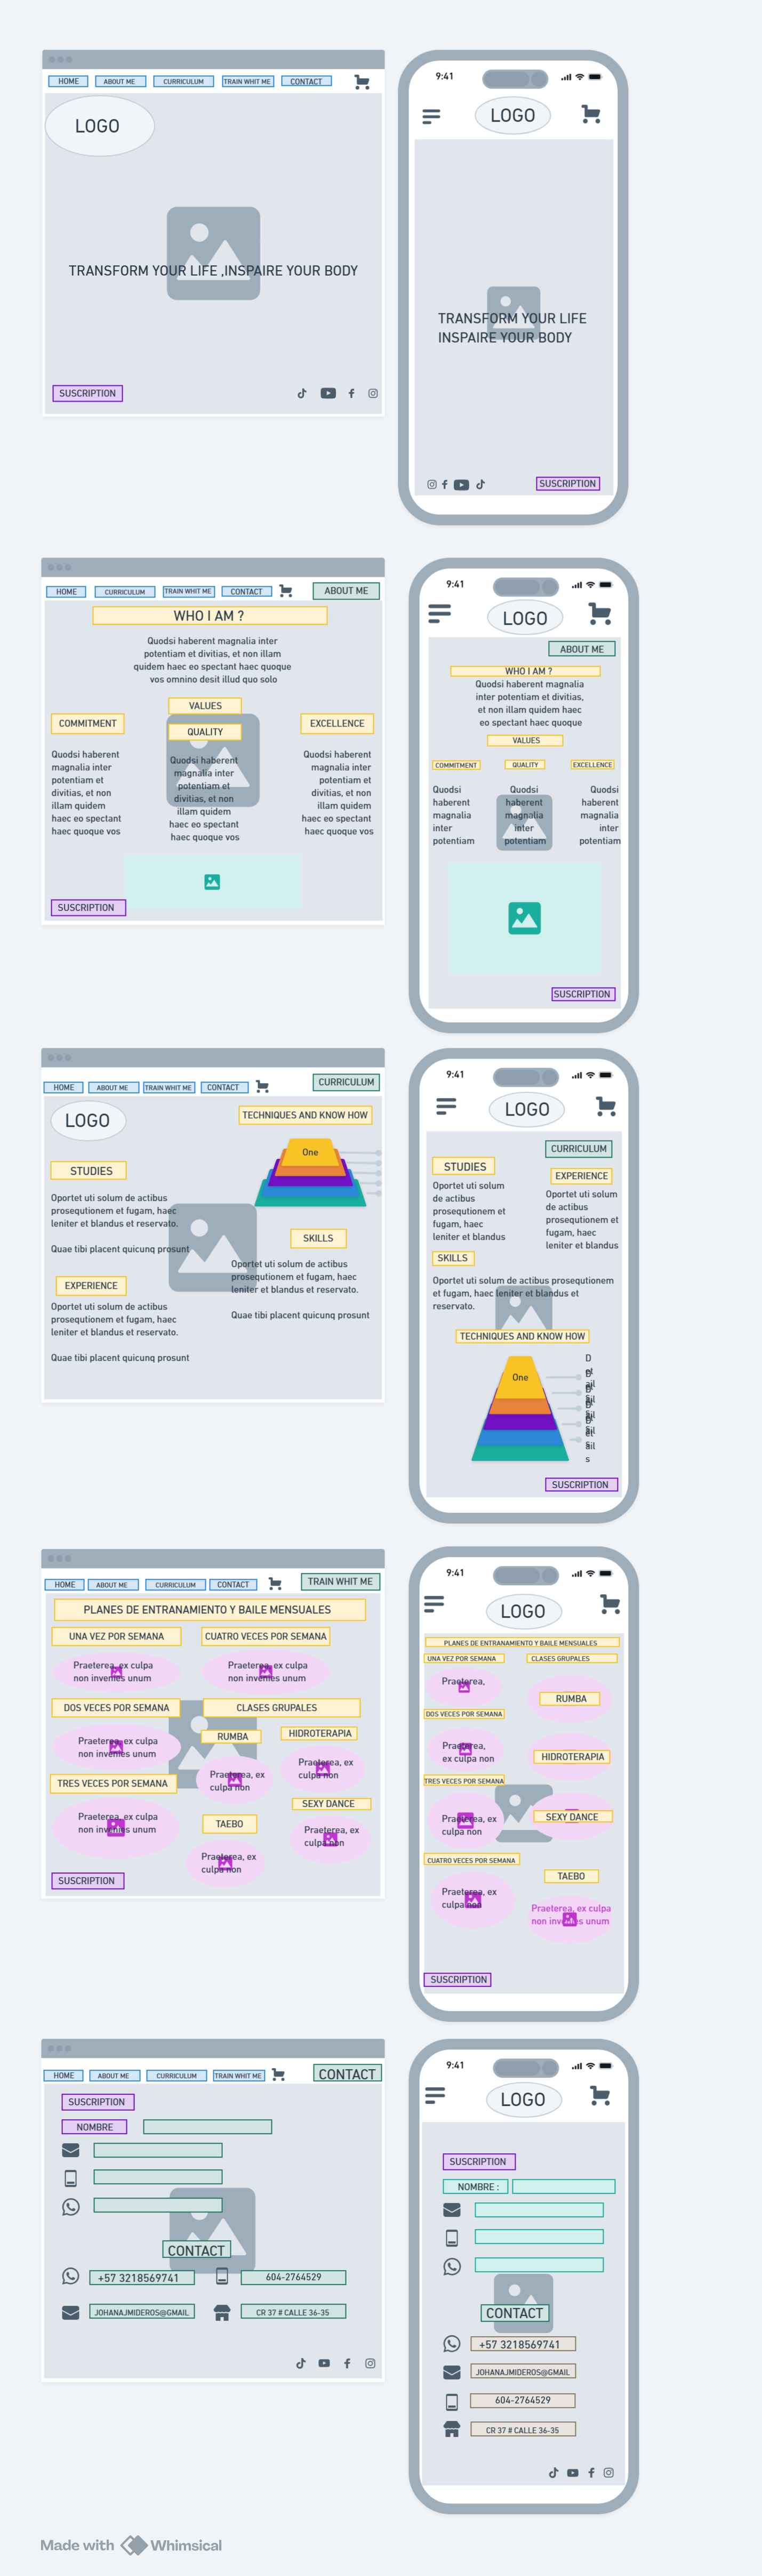 HOME
ABOUT ME
CURRICULUM
TRAIN WHIT ME
CONTACT
LOGO
TRANSFORM YOUR LIFE ,INSPAIRE YOUR BODY
SUSCRIPTION
9:41
LOGO
TRANSFORM YOUR LIFE
INSPAIRE YOUR BODY
SUSCRIPTION
HOME
CURRICULUM
TRAIN WHIT ME
CONTACT
ABOUT ME
WHO I AM ?
Quodsi haberent magnalia inter
potentiam et divitias, et non illam
quidem haec eo spectant haec quoque
vos omnino desit illud quo solo
VALUES
COMMITMENT
QUALITY
EXCELLENCE
Quodsi haberent
magnalia inter
potentiam et
divitias, et non
illam quidem
haec eo spectant
haec quoque vos
Quodsi haberent
magnalia inter
potentiam et
divitias, et non
illam quidem
haec eo spectant
haec quoque vos
Quodsi haberent
magnalia inter
potentiam et
divitias, et non
illam quidem
haec eo spectant
haec quoque vos
SUSCRIPTION
9:41
LOGO
ABOUT ME
WHO I AM ?
Quodsi haberent magnalia
inter potentiam et divitias,
et non illam quidem haec
eo spectant haec quoque
VALUES
COMMITMENT
QUALITY
EXCELLENCE
Quodsi
haberent
magnalia
inter
potentiam
Quodsi
haberent
magnalia
inter
potentiam
Quodsi
haberent
magnalia
inter
potentiam
SUSCRIPTION
HOME
ABOUT ME
TRAIN WHIT ME
CONTACT
CURRICULUM
LOGO
TECHNIQUES AND KNOW HOW
One
STUDIES
Oportet uti solum de actibus
prosequtionem et fugam, haec
leniter et blandus et reservato.
Quae tibi placent quicunq prosunt
SKILLS
Oportet uti solum de actibus
prosequtionem et fugam, haec
leniter et blandus et reservato.
Quae tibi placent quicunq prosunt
EXPERIENCE
Oportet uti solum de actibus
prosequtionem et fugam, haec
leniter et blandus et reservato.
Quae tibi placent quicunq prosunt
9:41
LOGO
CURRICULUM
STUDIES
Oportet uti solum
de actibus
prosequtionem et
fugam, haec
leniter et blandus
EXPERIENCE
Oportet uti solum
de actibus
prosequtionem et
fugam, haec
leniter et blandus
SKILLS
Oportet uti solum de actibus prosequtionem
et fugam, haec leniter et blandus et
reservato.
TECHNIQUES AND KNOW HOW
One
SUSCRIPTION
HOME
ABOUT ME
CURRICULUM
CONTACT
TRAIN WHIT ME
PLANES DE ENTRANAMIENTO Y BAILE MENSUALES
UNA VEZ POR SEMANA
CUATRO VECES POR SEMANA
Praeterea, ex culpa
non invenies unum
Praeterea, ex culpa
non invenies unum
DOS VECES POR SEMANA
CLASES GRUPALES
Praeterea, ex culpa
non invenies unum
RUMBA
HIDROTERAPIA
Praeterea, ex
culpa non
Praeterea, ex
culpa non
TRES VECES POR SEMANA
Praeterea, ex culpa
non invenies unum
TAEBO
SEXY DANCE
Praeterea, ex
culpa non
Praeterea, ex
culpa non
SUSCRIPTION
9:41
LOGO
PLANES DE ENTRANAMIENTO Y BAILE MENSUALES
UNA VEZ POR SEMANA
CLASES GRUPALES
Praeterea,
RUMBA
DOS VECES POR SEMANA
Praeterea,
ex culpa non
HIDROTERAPIA
TRES VECES POR SEMANA
Praeterea, ex
culpa non
SEXY DANCE
CUATRO VECES POR SEMANA
TAEBO
Praeterea, ex
culpa non
Praeterea, ex culpa
non invenies unum
SUSCRIPTION
HOME
ABOUT ME
CURRICULUM
TRAIN WHIT ME
CONTACT
SUSCRIPTION
NOMBRE
CONTACT
+57 3218569741
604-2764529
JOHANAJMIDEROS@GMAIL
CR 37 # CALLE 36-35
9:41
LOGO
SUSCRIPTION
NOMBRE :
CONTACT
+57 3218569741
JOHANAJMIDEROS@GMAIL
604-2764529
CR 37 # CALLE 36-35
Made with Whimsical